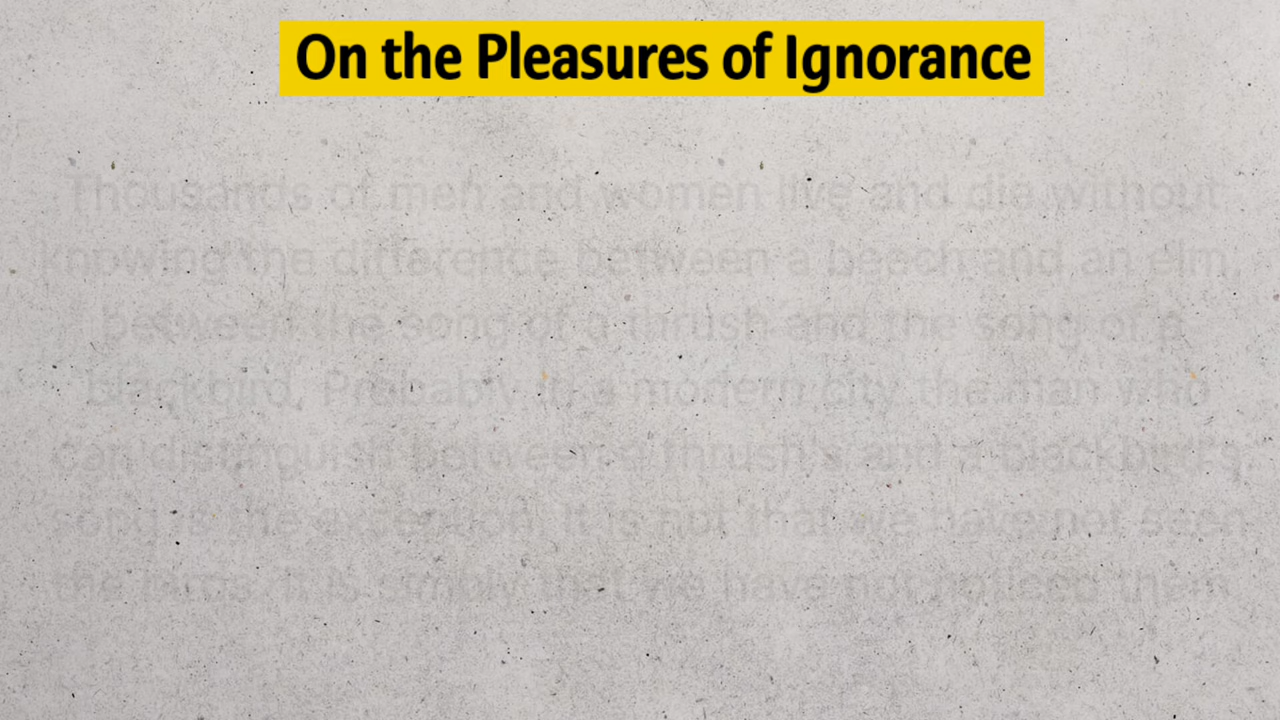 On the Pleasures of Ignorance
Thousands of men and women live and die without
knowing the difference between a beech and an elm,
between the song of a thrush and the song of a
blackbird. Probably in a modern city the man who
can distinguish between a thrush's and a blackbird's
song is the exception. It is not that we have not seen
the birds. It is simply that we have not noticed them.